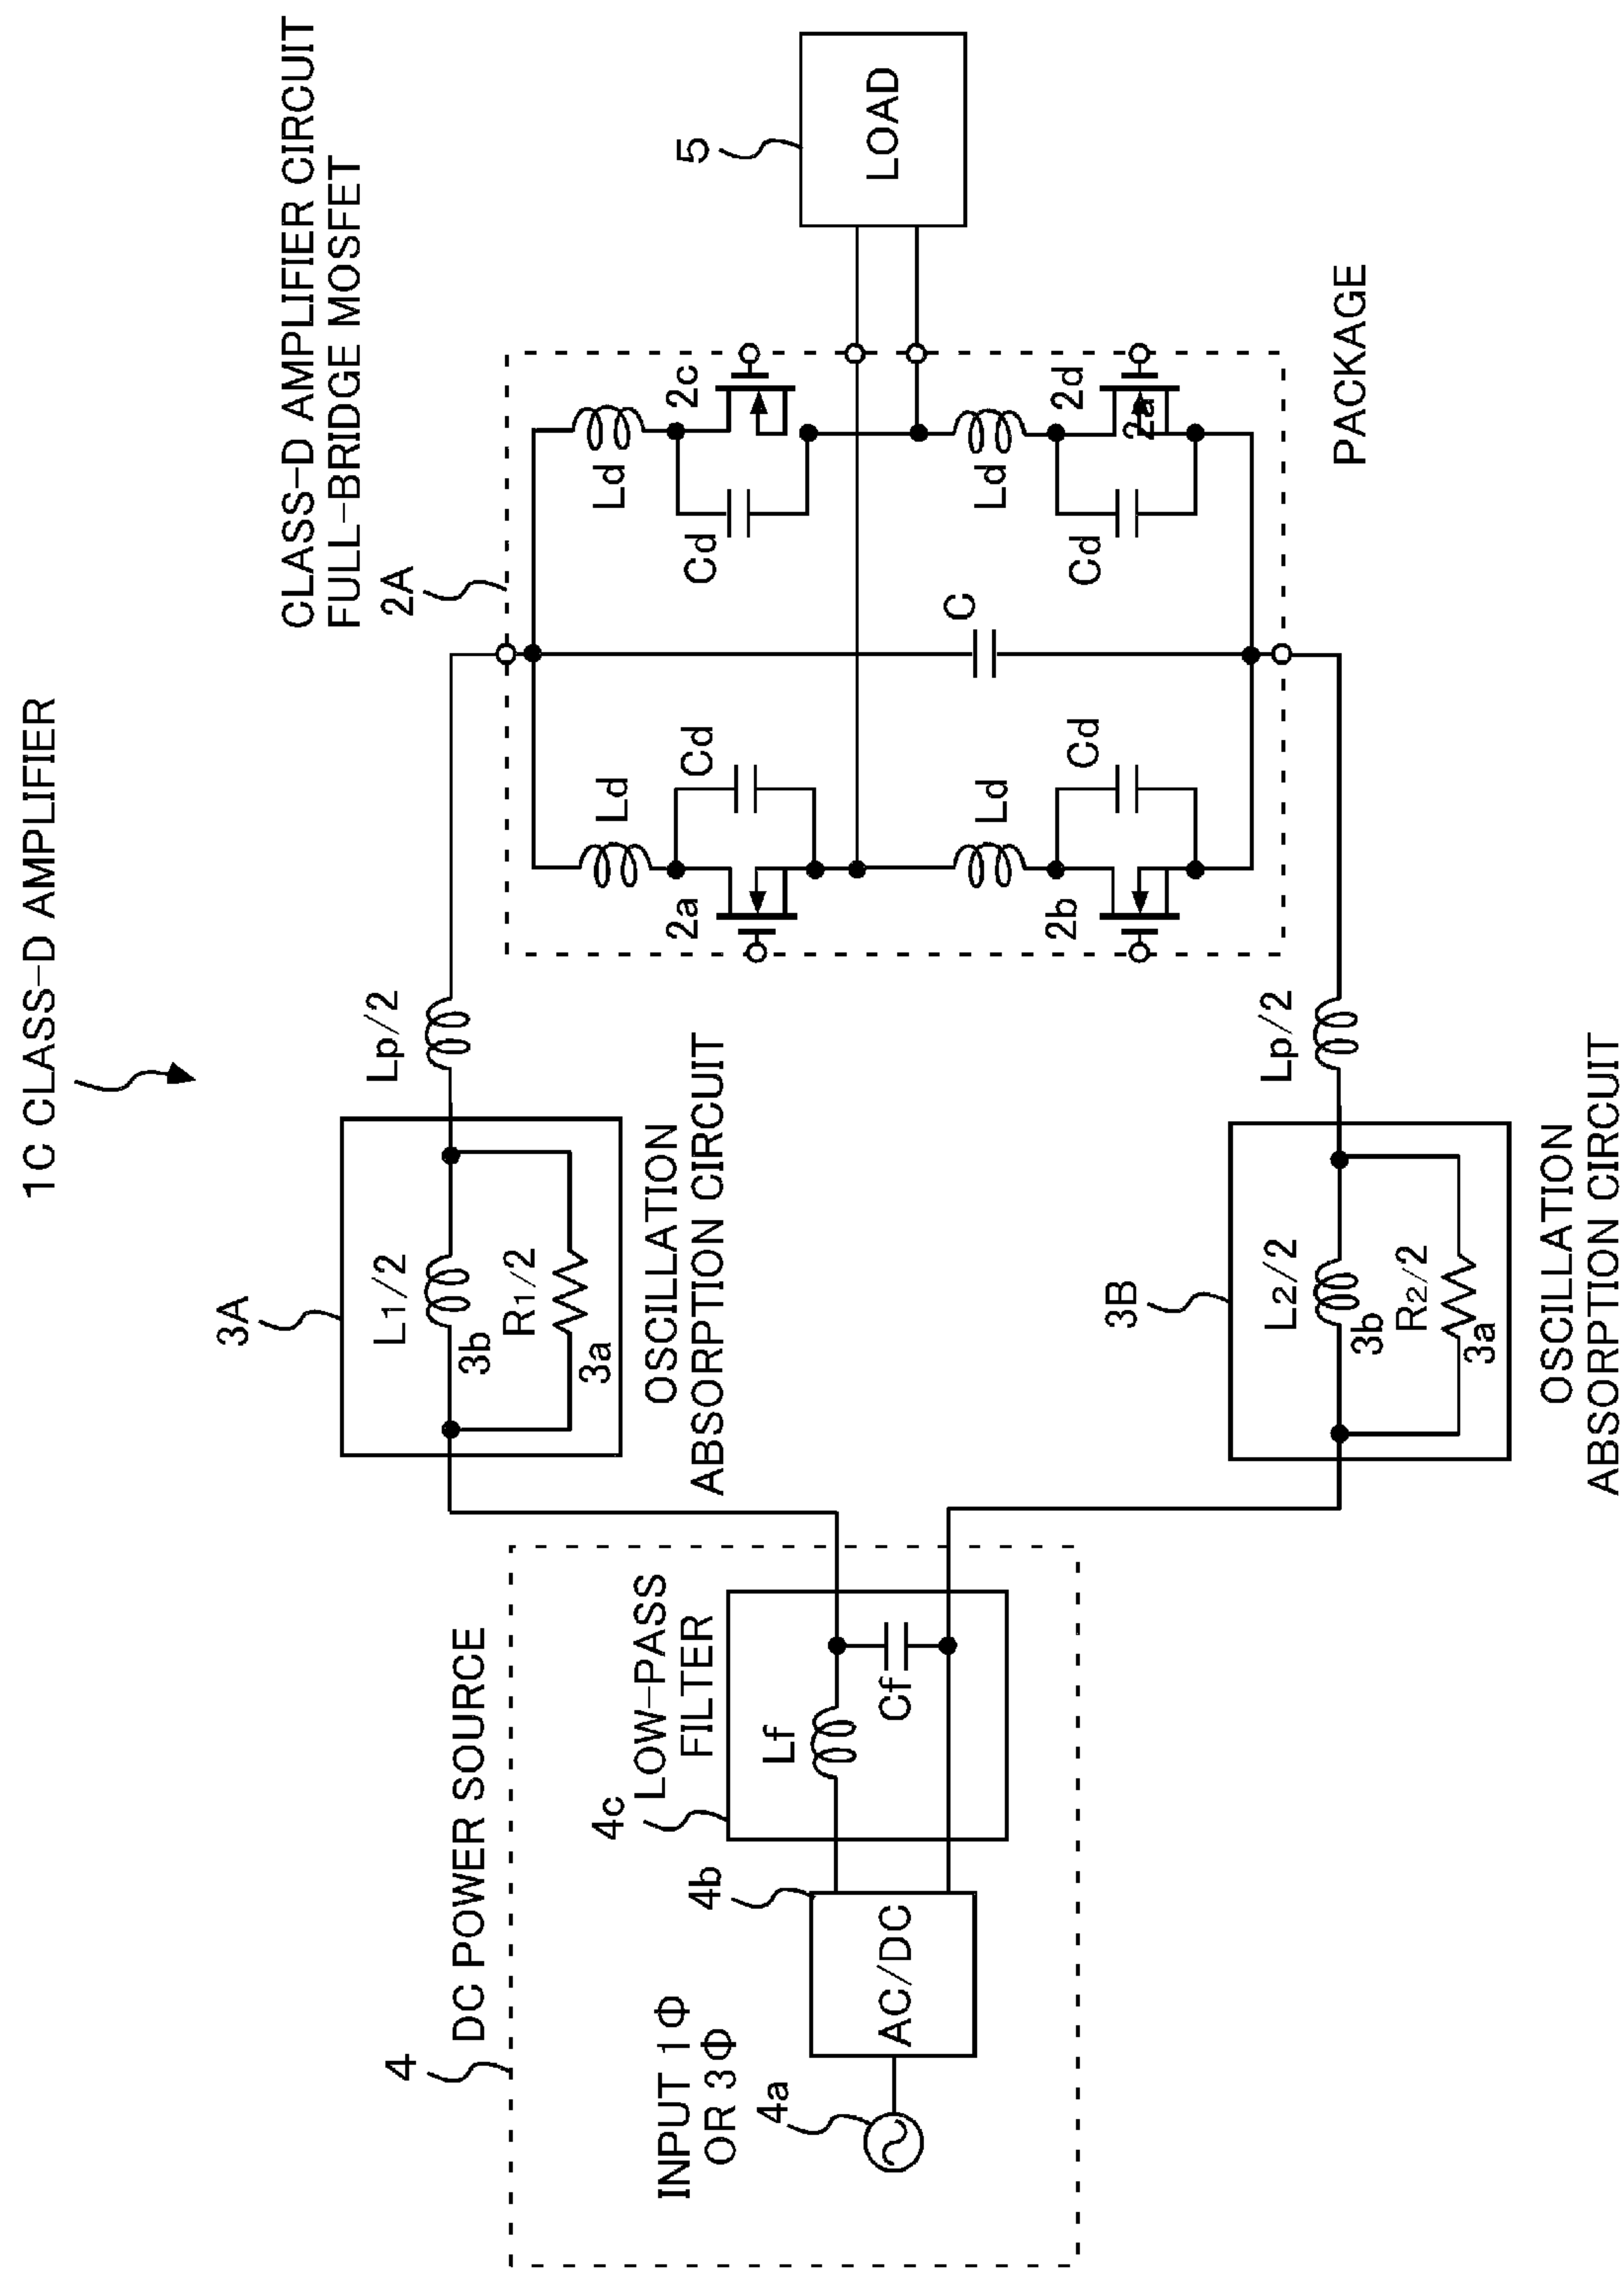 1C CLASS-D AMPLIFIER
CLASS-D AMPLIFIER CIRCUIT
FULL-BRIDGE MOSFET
2A
4
DC POWER SOURCE
INPUT 1Φ
OR 3Φ
4a
4b
AC/DC
4c
LOW-PASS
FILTER
Lf
Cf
3A
L1/2
3b
R1/2
3a
OSCILLATION
ABSORPTION CIRCUIT
Lp/2
3B
L2/2
3b
R2/2
3a
OSCILLATION
ABSORPTION CIRCUIT
Lp/2
2a
Ld
Cd
2b
Ld
Cd
C
Ld
2c
Cd
Ld
2d
2a
Cd
PACKAGE
5
LOAD